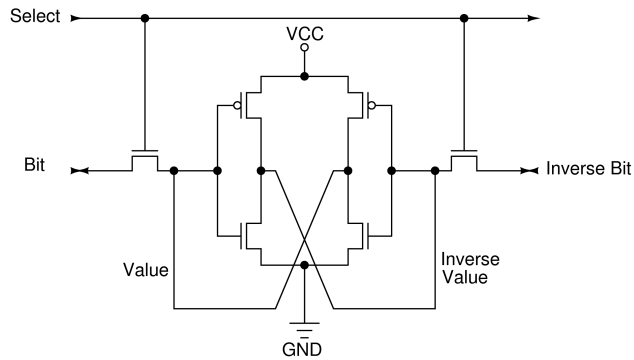 Select
VCC
Bit
Inverse Bit
Value
Inverse
Value
GND